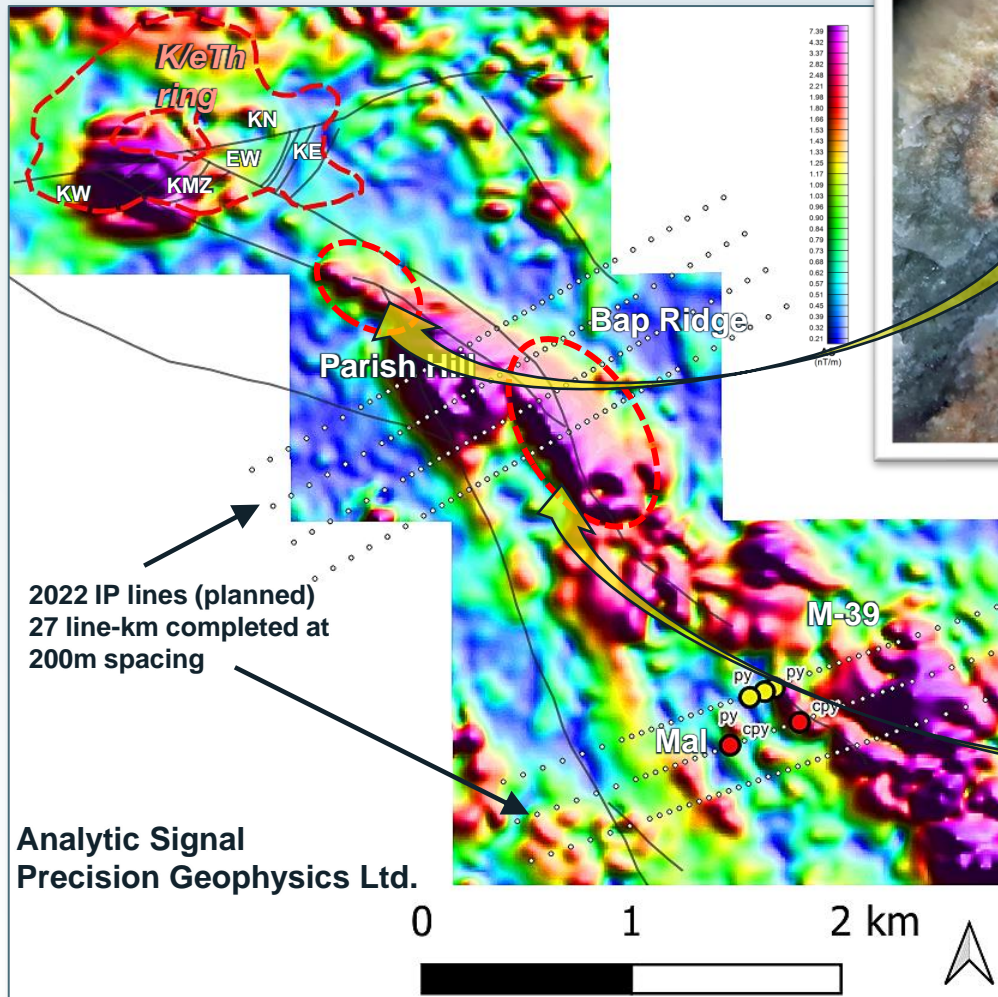 K/eTh
ring
KN
EW
KE
KW
KMZ
7.39
4.32
3.37
2.82
2.48
2.21
1.98
1.80
1.66
1.53
1.43
1.33
1.25
1.17
1.09
1.03
0.96
0.90
0.84
0.79
0.73
0.68
0.62
0.57
0.51
0.45
0.39
0.32
0.21
(nT/m)
Bap Ridge
Parish Hill
2022 IP lines (planned)
27 line-km completed at
200m spacing
M-39
py
py
py
cpy
cpy
Mal
Analytic Signal
Precision Geophysics Ltd.
0 1 2 km